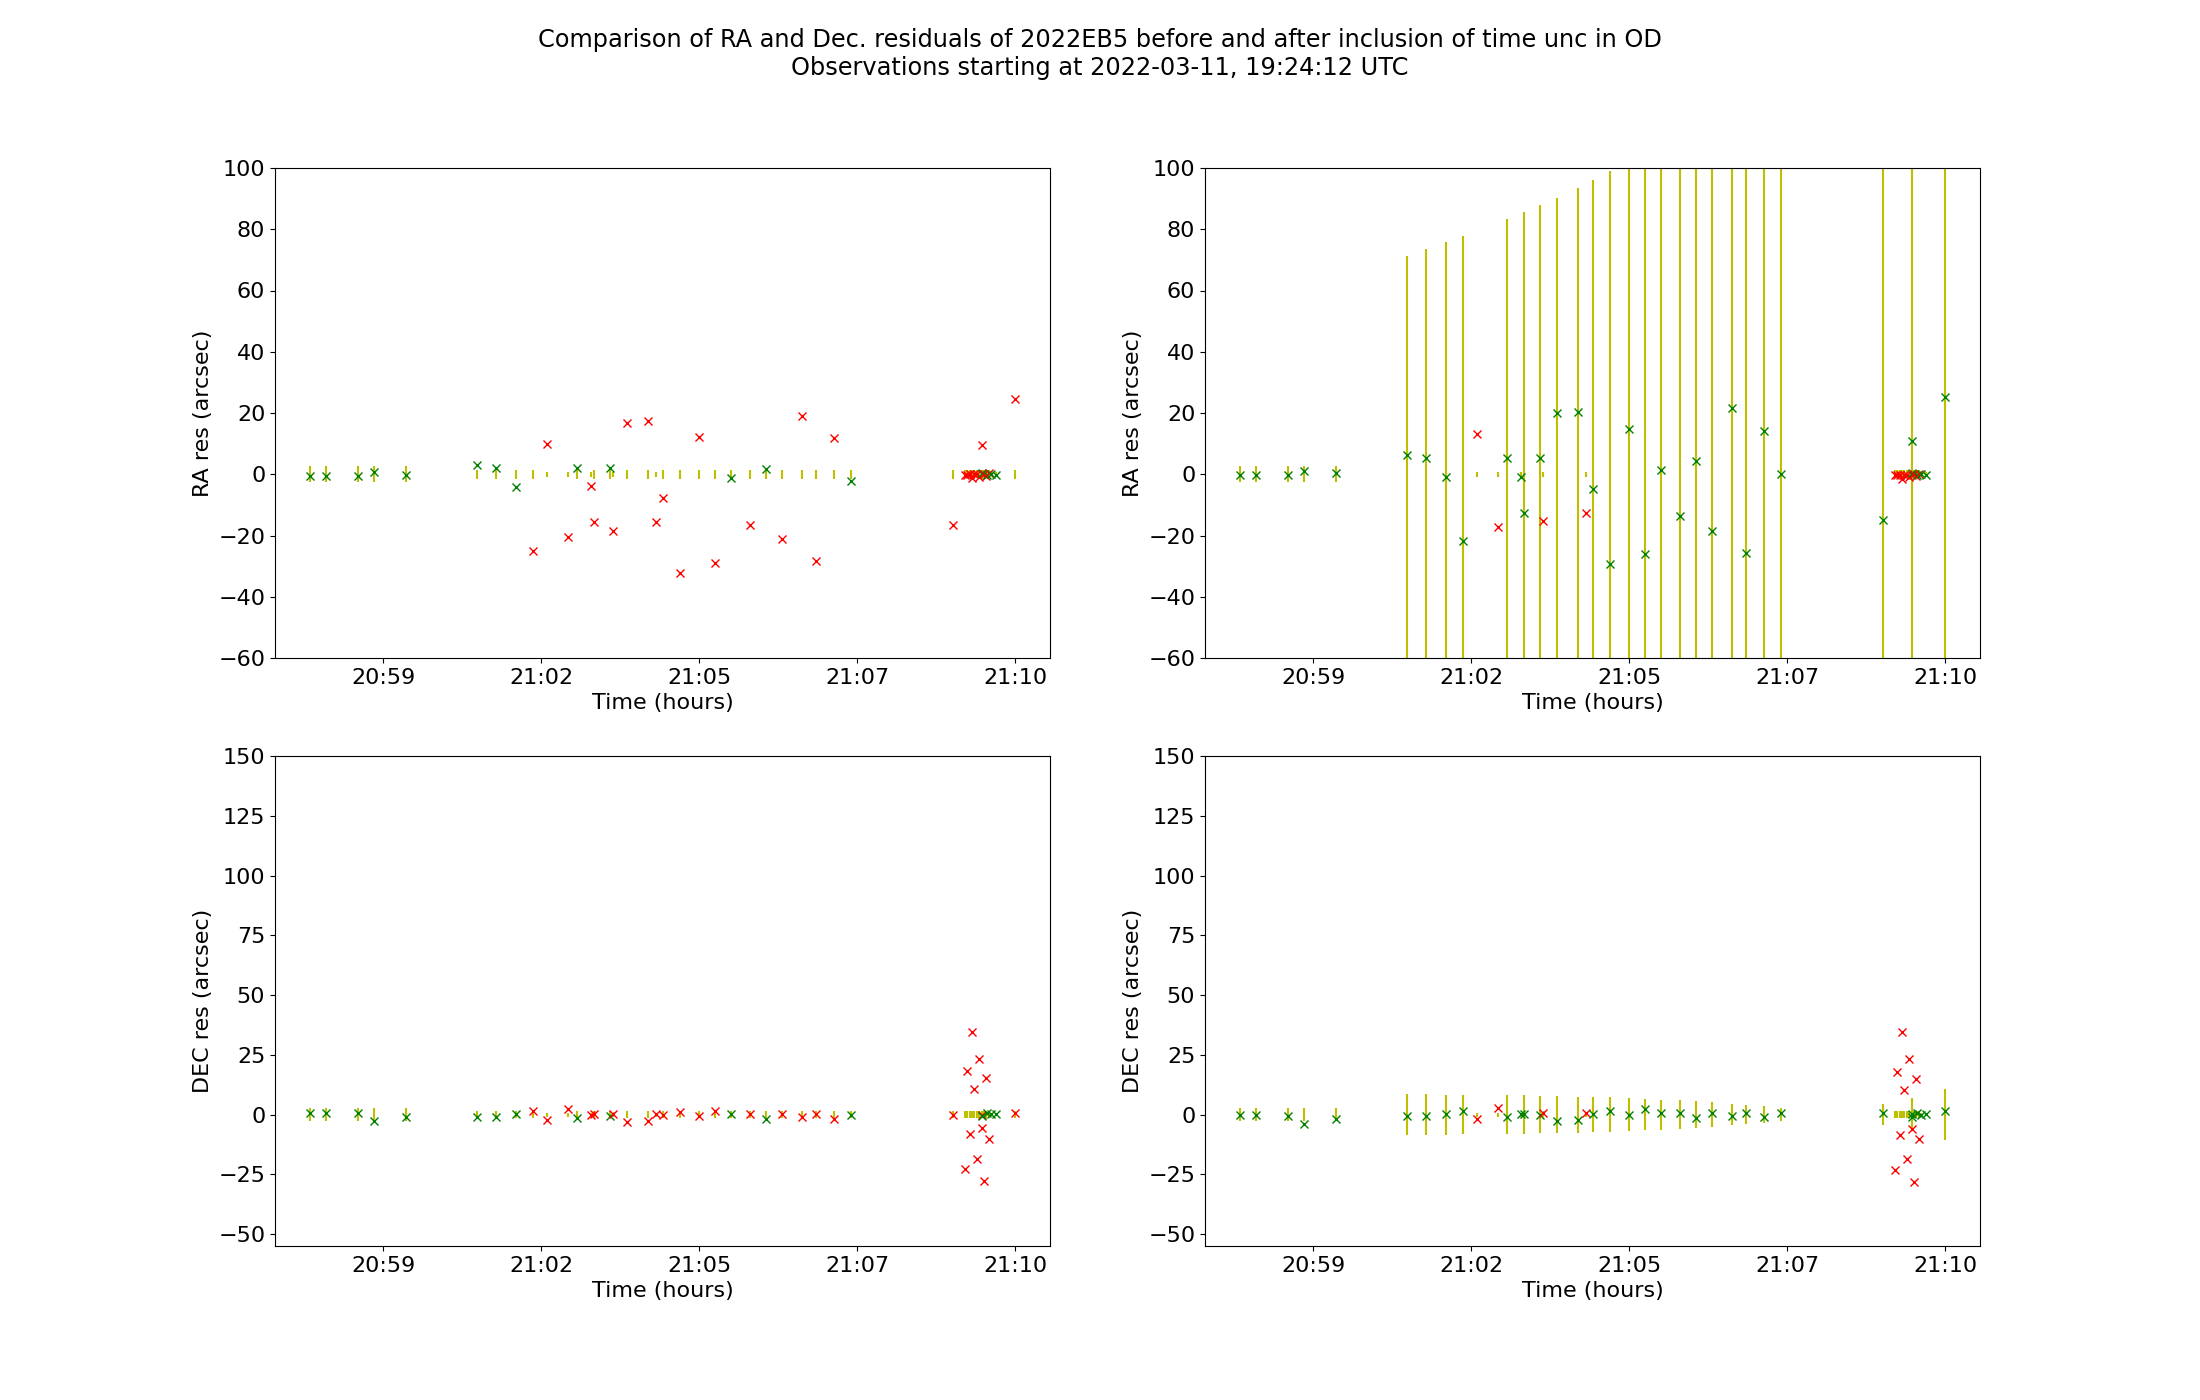 Comparison of RA and Dec. residuals of 2022EB5 before and after inclusion of time unc in OD
Observations starting at 2022-03-11, 19:24:12 UTC
100
80
60
40
20
0
−20
−40
−60
RA res (arcsec)
20:59 21:02 21:05 21:07 21:10
Time (hours)
100
80
60
40
20
0
−20
−40
−60
RA res (arcsec)
20:59 21:02 21:05 21:07 21:10
Time (hours)
150
125
100
75
50
25
0
−25
−50
DEC res (arcsec)
20:59 21:02 21:05 21:07 21:10
Time (hours)
150
125
100
75
50
25
0
−25
−50
DEC res (arcsec)
20:59 21:02 21:05 21:07 21:10
Time (hours)